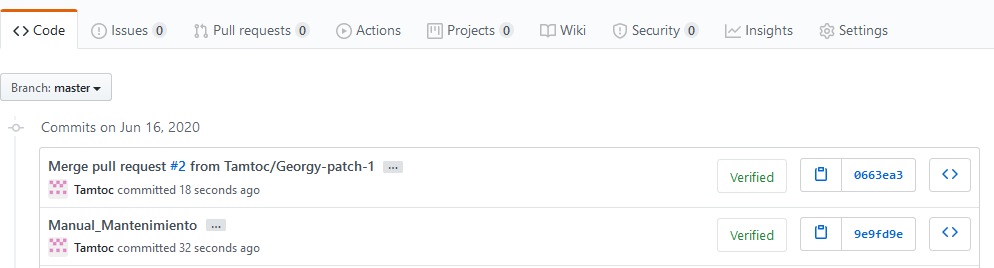 Code Issues 0 Pull requests 0 Actions Projects 0 Wiki Security 0 Insights Settings
Branch: master
Commits on Jun 16, 2020
Merge pull request #2 from Tamtoc/Georgy-patch-1 ...
Verified 0663ea3
Tamtoc committed 18 seconds ago
Manual_Mantenimiento ...
Verified 9e9fd9e
Tamtoc committed 32 seconds ago